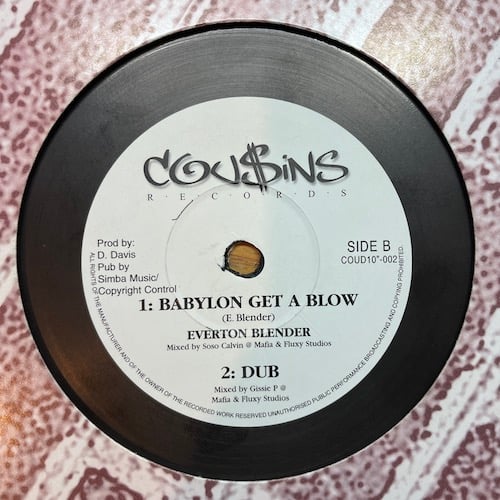 COU$iNS
R·E·C·O·R·D·S
Prod by:
D. Davis
Pub by
Simba Music/
Copyright Control
SIDE B
COUD10"-002
1: BABYLON GET A BLOW
(E. Blender)
EVERTON BLENDER
Mixed by Soso Calvin @ Mafia & Fluxy Studios
2: DUB
Mixed by Gissie P @
Mafia & Fluxy Studios
ALL RIGHTS OF THE MANUFACTURER AND OF THE OWNER OF THE RECORDED WORK RESERVED UNAUTHORISED PUBLIC PERFORMANCE BROADCASTING AND COPYING PROHIBITED.